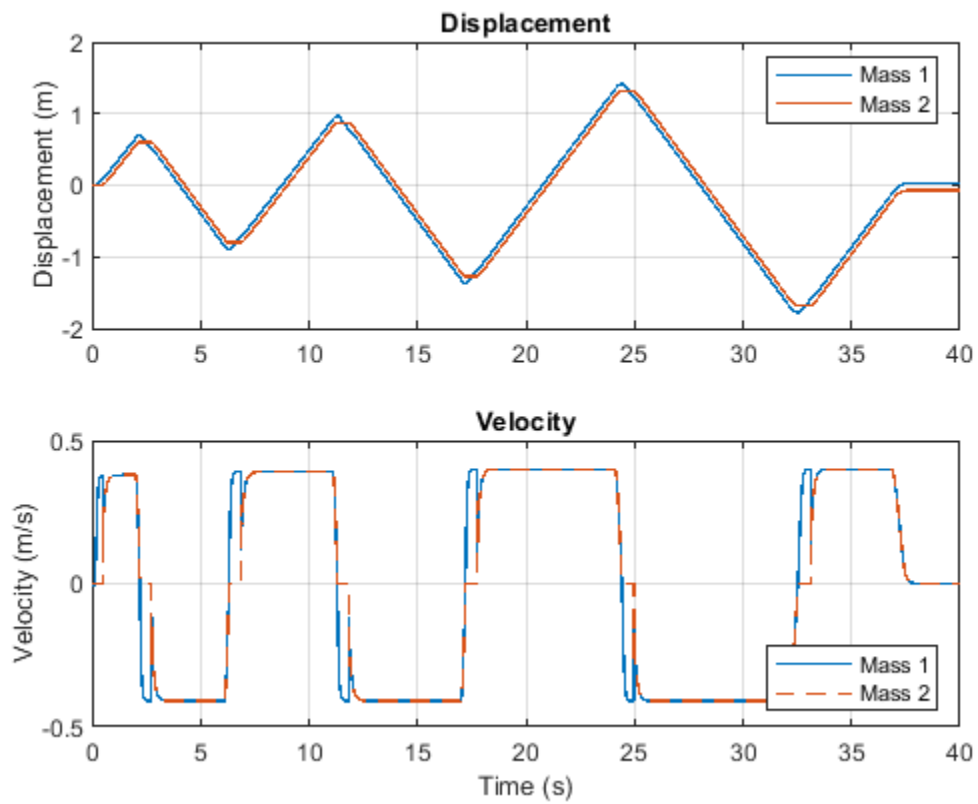 Displacement
Displacement (m)
2
1
0
-1
-2
Mass 1
Mass 2
0 5 10 15 20 25 30 35 40
Velocity
Velocity (m/s)
0.5
0
-0.5
Mass 1
Mass 2
0 5 10 15 20 25 30 35 40
Time (s)